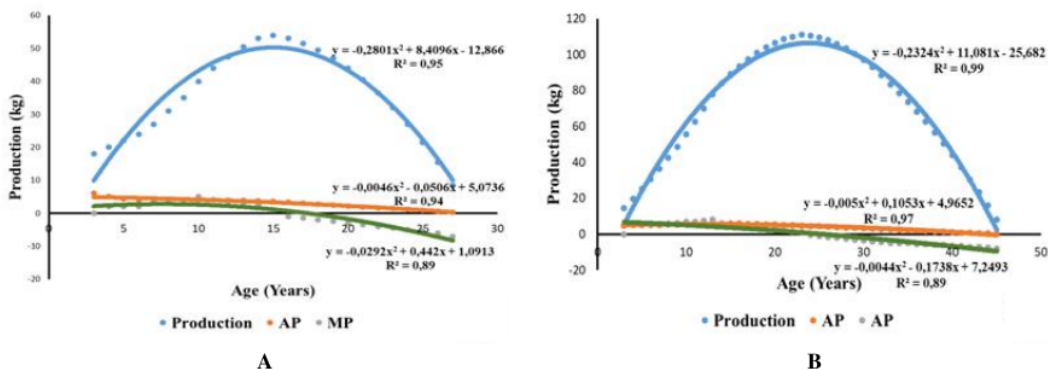 60
50
40
30
20
10
0
-10
-20
5
10
15
20
25
30
Production (kg)
y = -0,2801x² + 8,4096x - 12,866
R² = 0,95
y = -0,0046x² - 0,0506x + 5,0736
R² = 0,94
y = -0,0292x² + 0,442x + 1,0913
R² = 0,89
Age (Years)
Production AP MP
A
120
100
80
60
40
20
0
-20
0
10
20
30
40
50
Production (kg)
y = -0,2324x² + 11,081x - 25,682
R² = 0,99
y = -0,005x² + 0,1053x + 4,9652
R² = 0,97
y = -0,0044x² - 0,1738x + 7,2493
R² = 0,89
Age (Years)
Production AP AP
B